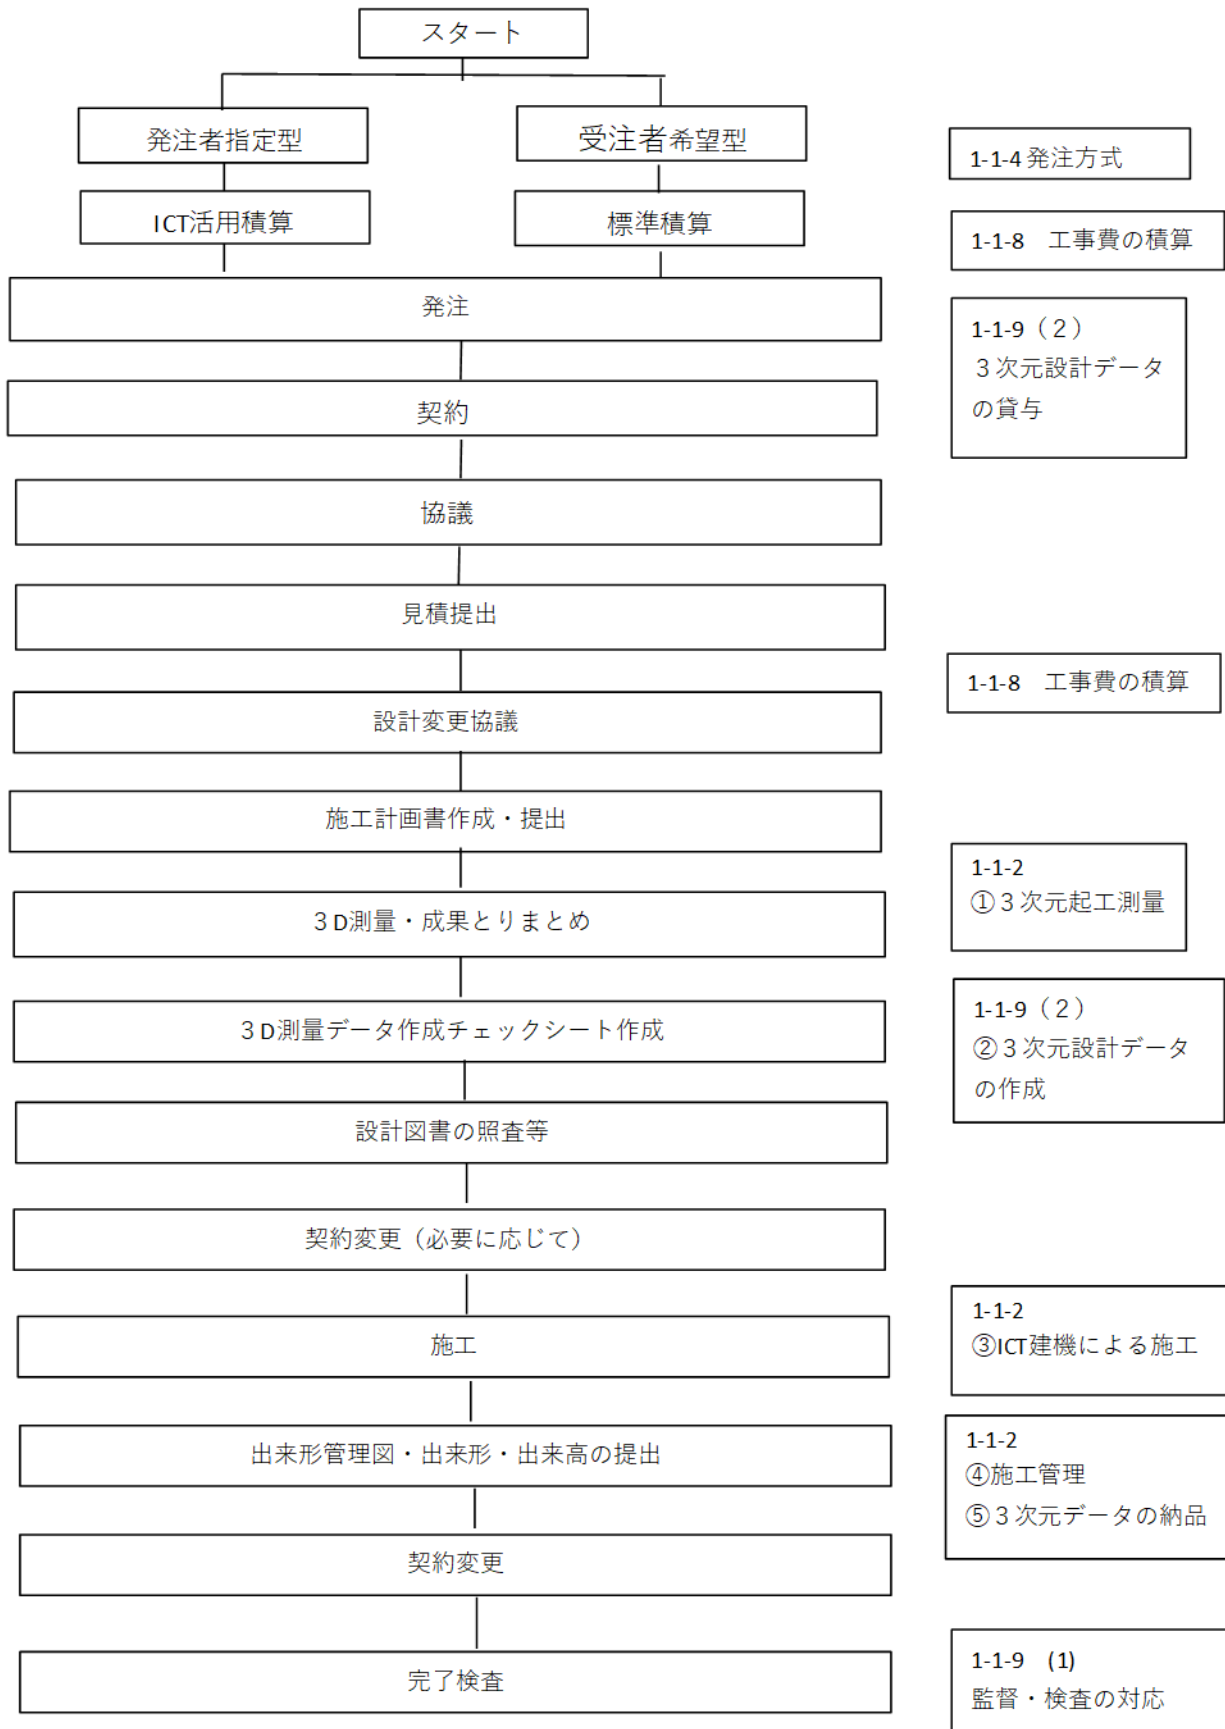 スタート
発注者指定型
受注者希望型
1-1-4 発注方式
ICT活用積算
標準積算
1-1-8　工事費の積算
発注
1-1-9（２）
３次元設計データ
の貸与
契約
協議
見積提出
1-1-8　工事費の積算
設計変更協議
施工計画書作成・提出
1-1-2
①３次元起工測量
３D測量・成果とりまとめ
1-1-9（２）
②３次元設計データ
の作成
３D測量データ作成チェックシート作成
設計図書の照査等
契約変更（必要に応じて）
1-1-2
③ICT建機による施工
施工
1-1-2
④施工管理
⑤３次元データの納品
出来形管理図・出来形・出来高の提出
契約変更
1-1-9　(1)
監督・検査の対応
完了検査